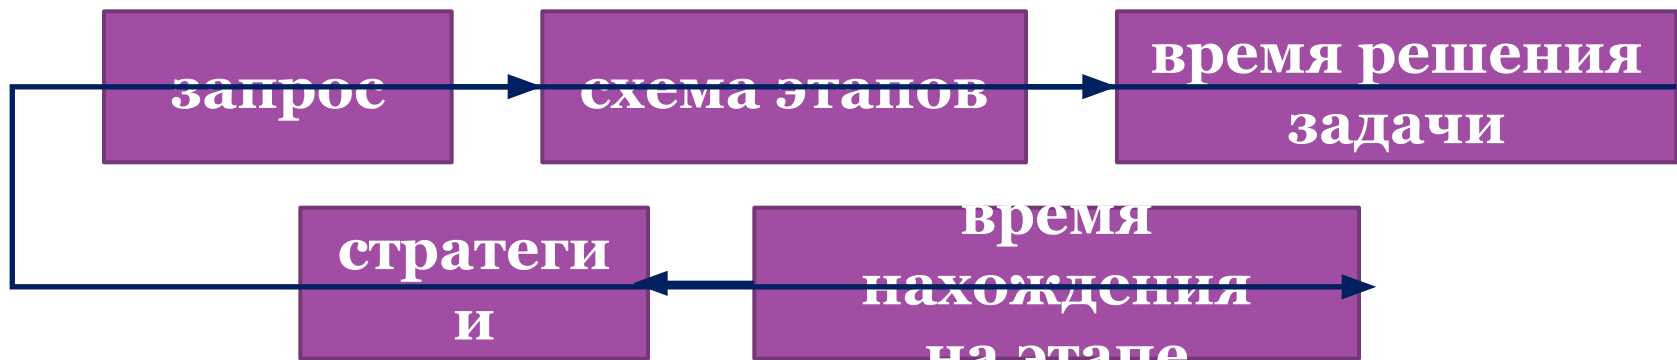 запрос
схема этапов
время решения
задачи
стратеги
и
время
нахождения
на этапе